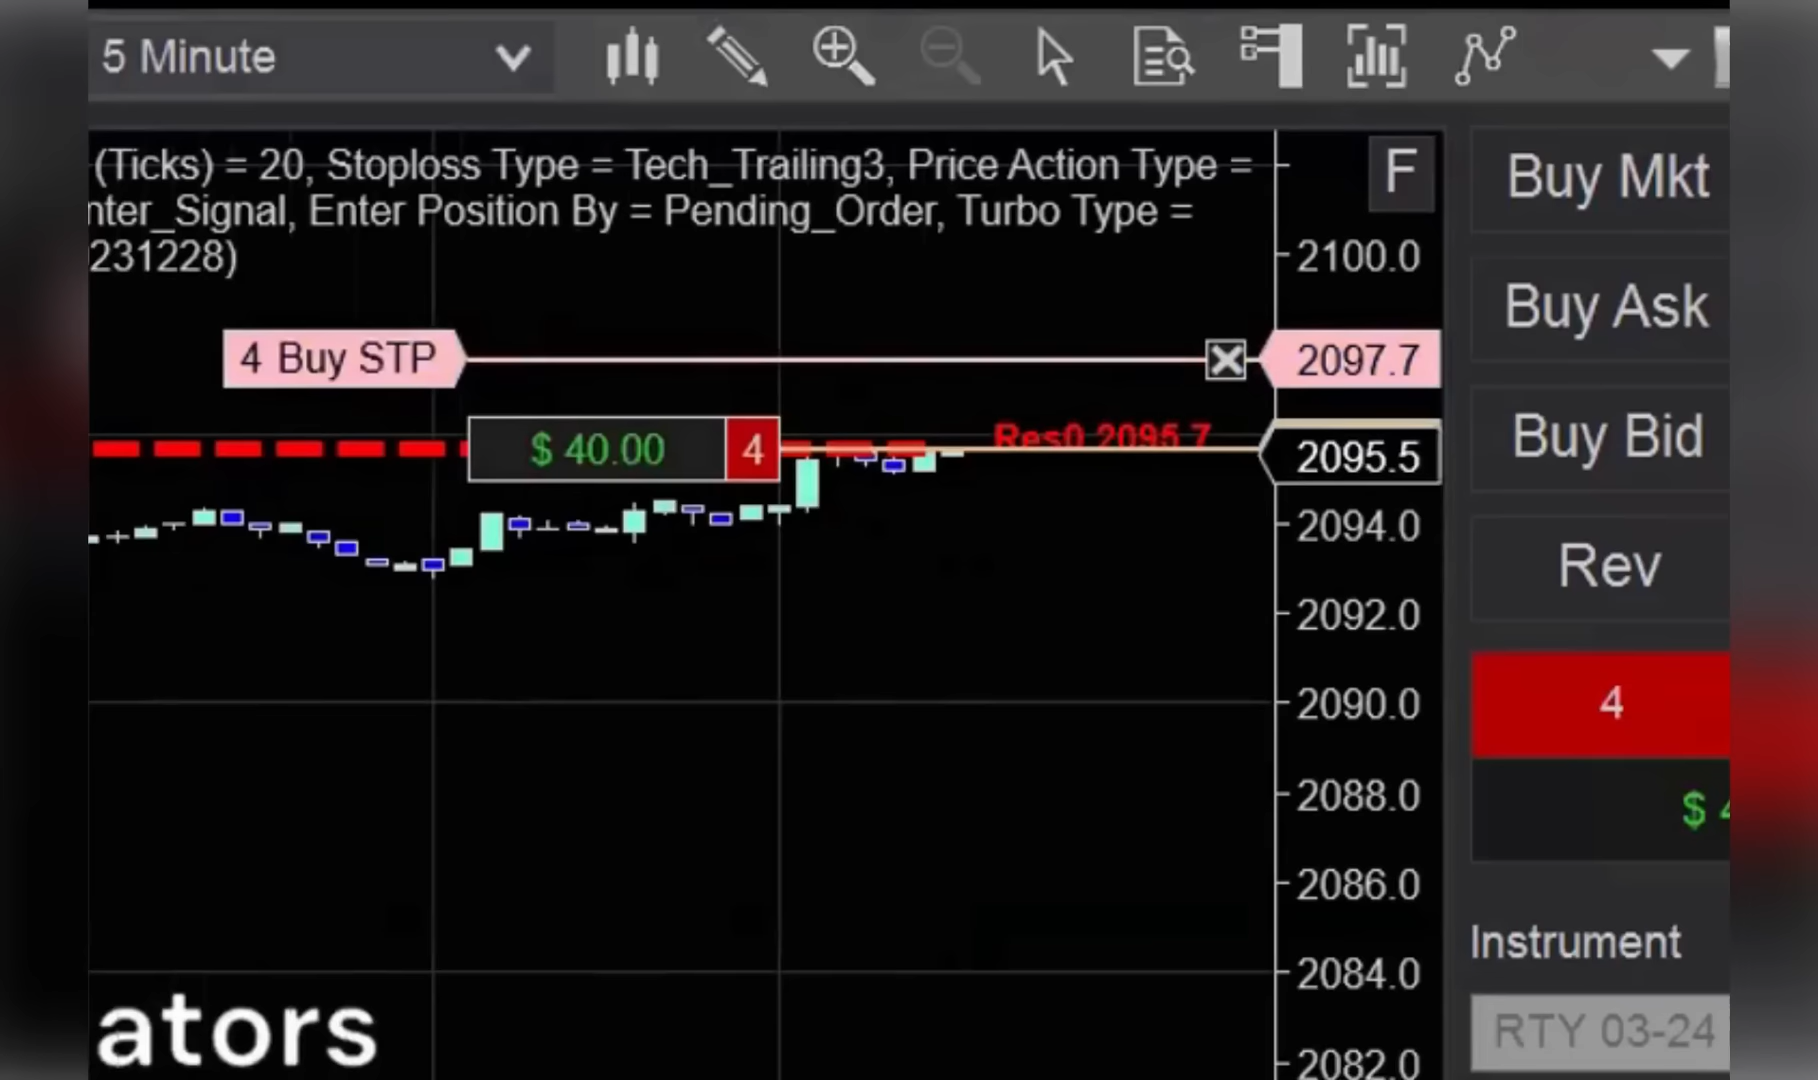 5 Minute
(Ticks) = 20, Stoploss Type = Tech_Trailing3, Price Action Type =
nter_Signal, Enter Position By = Pending_Order, Turbo Type =
231228)
F
2100.0
4 Buy STP
2097.7
$ 40.00 4
Res0 2095.7
2095.5
2094.0
2092.0
2090.0
2088.0
2086.0
2084.0
2082.0
Buy Mkt
Buy Ask
Buy Bid
Rev
4
$ 4
Instrument
RTY 03-24
ators